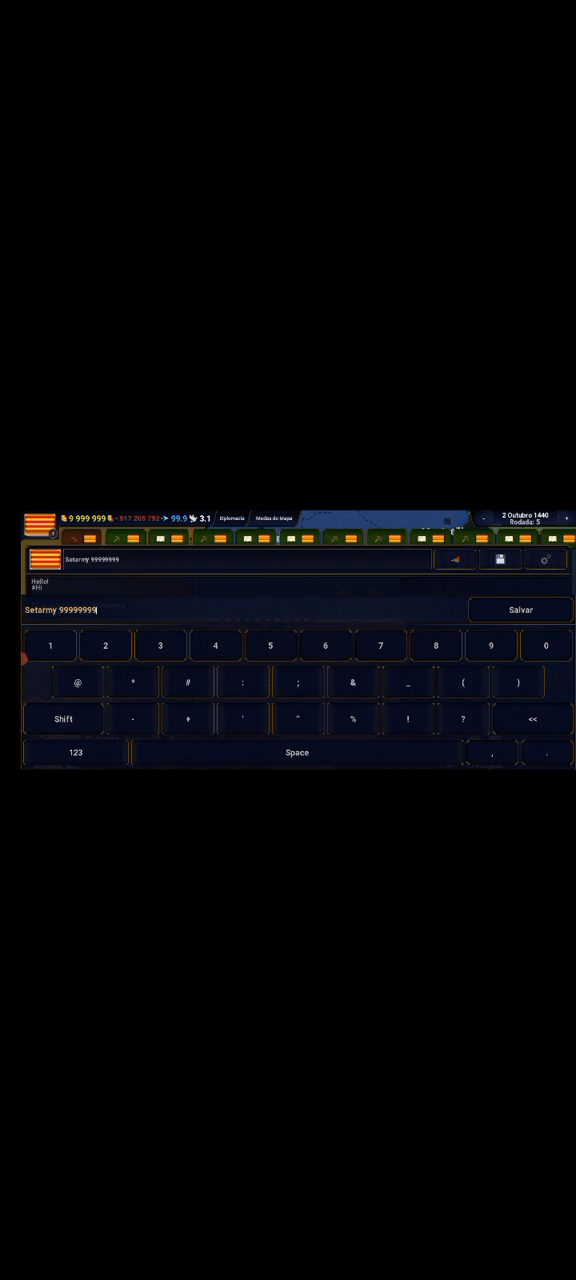 9 999 999 - 517 205 792 99.9 3.1 Diplomacia Modos do Mapa 2 Outubro 1440 - +
Rodada: 5
Setarmy 99999999
Hello!
#Hi
Setarmy 99999999 Salvar
1 2 3 4 5 6 7 8 9 0
@ * # : ; & _ ( )
Shift - + ' " % ! ? <<
123 Space , .